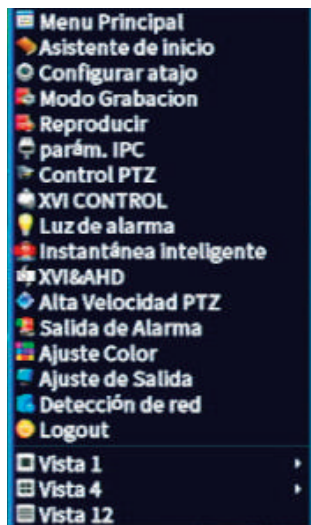 Menu Principal
Asistente de inicio
Configurar atajo
Modo Grabacion
Reproducir
parám. IPC
Control PTZ
XVI CONTROL
Luz de alarma
Instantánea inteligente
XVI&AHD
Alta Velocidad PTZ
Salida de Alarma
Ajuste Color
Ajuste de Salida
Detección de red
Logout
Vista 1
Vista 4
Vista 12